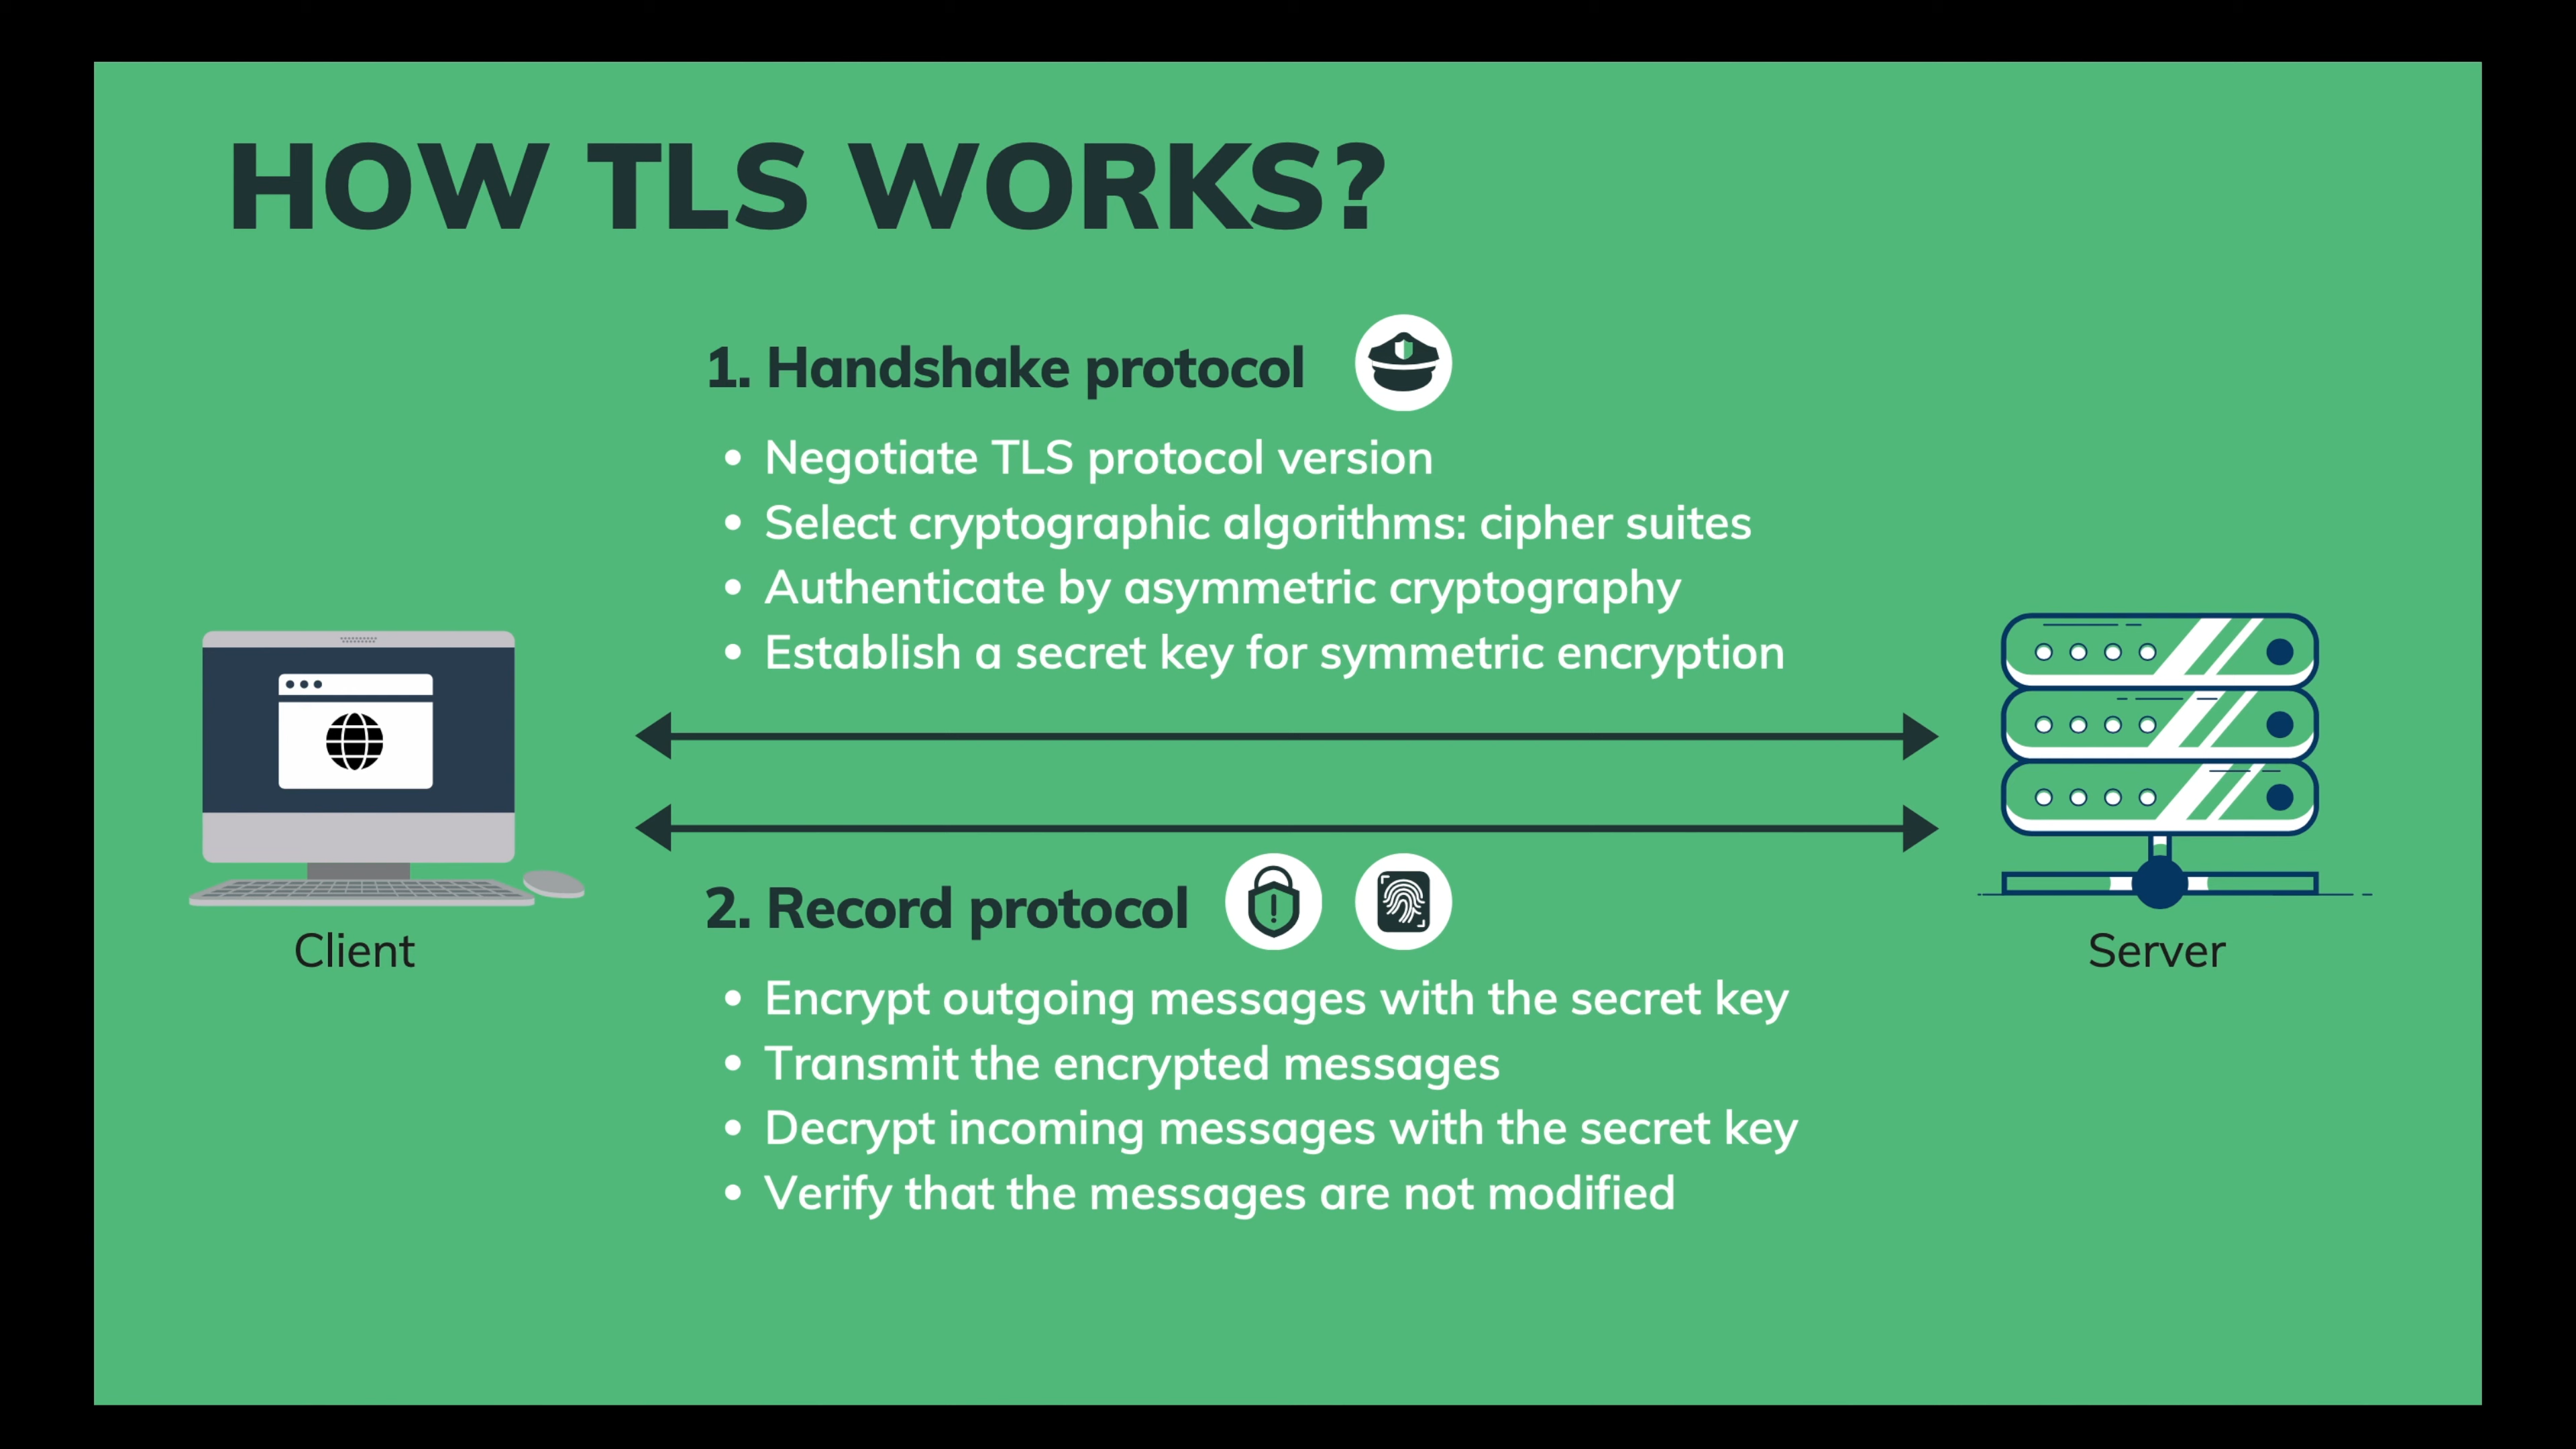 HOW TLS WORKS?
1. Handshake protocol
• Negotiate TLS protocol version
• Select cryptographic algorithms: cipher suites
• Authenticate by asymmetric cryptography
• Establish a secret key for symmetric encryption
Client
Server
2. Record protocol
• Encrypt outgoing messages with the secret key
• Transmit the encrypted messages
• Decrypt incoming messages with the secret key
• Verify that the messages are not modified